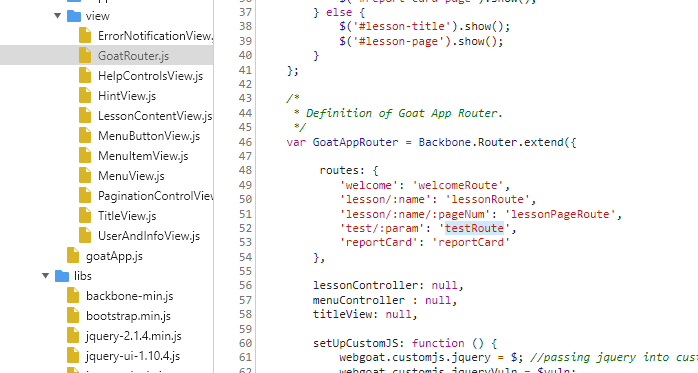 view
ErrorNotificationView.
GoatRouter.js
HelpControlsView.js
HintView.js
LessonContentView.js
MenuButtonView.js
MenuItemView.js
MenuView.js
PaginationControlView
TitleView.js
UserAndInfoView.js
goatApp.js
libs
backbone-min.js
bootstrap.min.js
jquery-2.1.4.min.js
jquery-ui-1.10.4.js
37 } else {
38 $('#lesson-title').show();
39 $('#lesson-page').show();
40 }
41 };
42
43 /*
44 * Definition of Goat App Router.
45 */
46 var GoatAppRouter = Backbone.Router.extend({
47
48 routes: {
49 'welcome': 'welcomeRoute',
50 'lesson/:name': 'lessonRoute',
51 'lesson/:name/:pageNum': 'lessonPageRoute',
52 'test/:param': 'testRoute',
53 'reportCard': 'reportCard'
54 },
55
56 lessonController: null,
57 menuController : null,
58 titleView: null,
59
60 setUpCustomJS: function () {
61 webgoat.customjs.jquery = $; //passing jquery into cust
62 webgoat.customjs.jqueryVuln = $vuln;